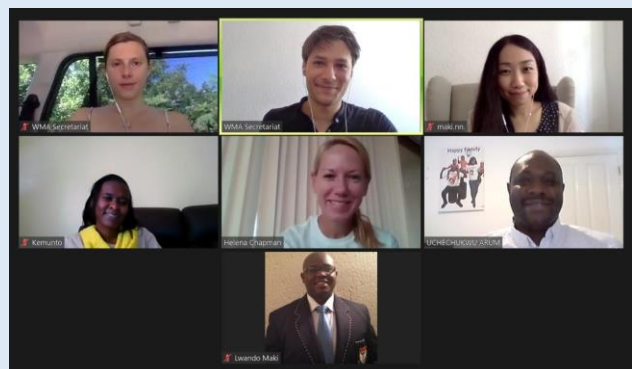 WMA Secretariat
WMA Secretariat
maki.nn.
Happy Family
Kemunto
Helena Chapman
UCHECHUKWU ARUM
Lwando Maki